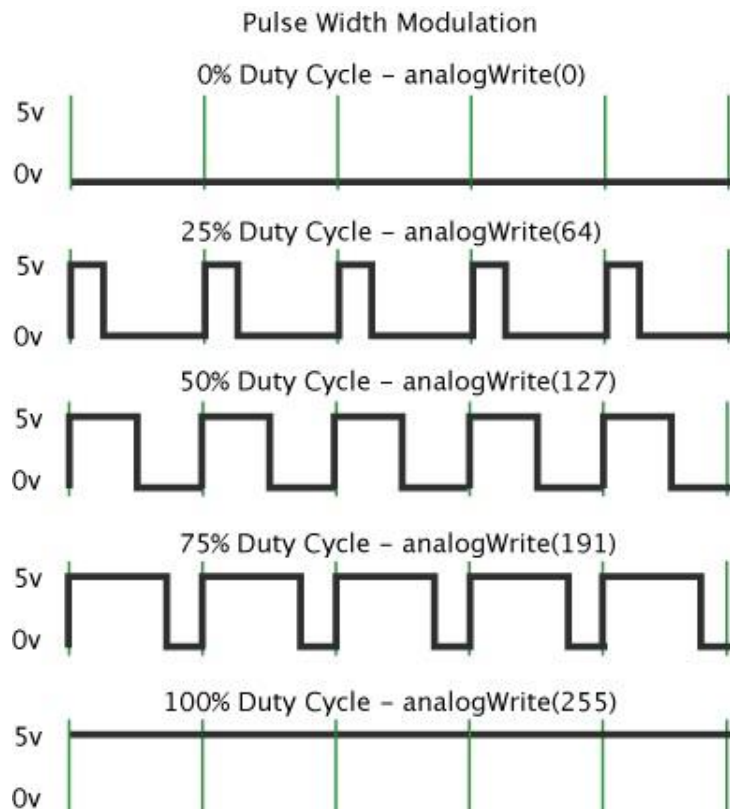 Pulse Width Modulation
0% Duty Cycle – analogWrite(0)
5v
0v
25% Duty Cycle – analogWrite(64)
5v
0v
50% Duty Cycle – analogWrite(127)
5v
0v
75% Duty Cycle – analogWrite(191)
5v
0v
100% Duty Cycle – analogWrite(255)
5v
0v